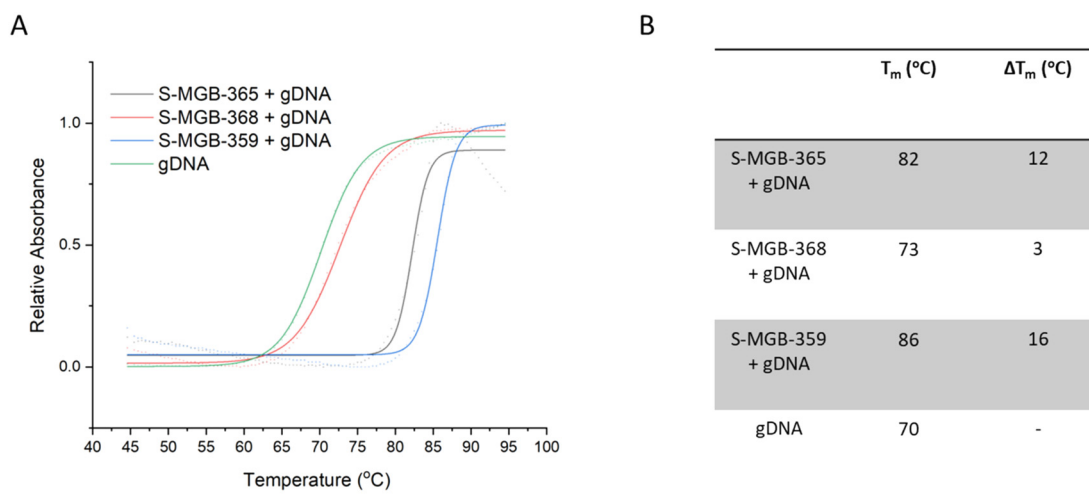 A
S-MGB-365 + gDNA
S-MGB-368 + gDNA
S-MGB-359 + gDNA
gDNA
1.0
0.5
0.0
Relative Absorbance
40 45 50 55 60 65 70 75 80 85 90 95 100
Temperature (°C)
B
Tm (°C) ΔTm (°C)
S-MGB-365 82 12
+ gDNA
S-MGB-368 73 3
+ gDNA
S-MGB-359 86 16
+ gDNA
gDNA 70 -